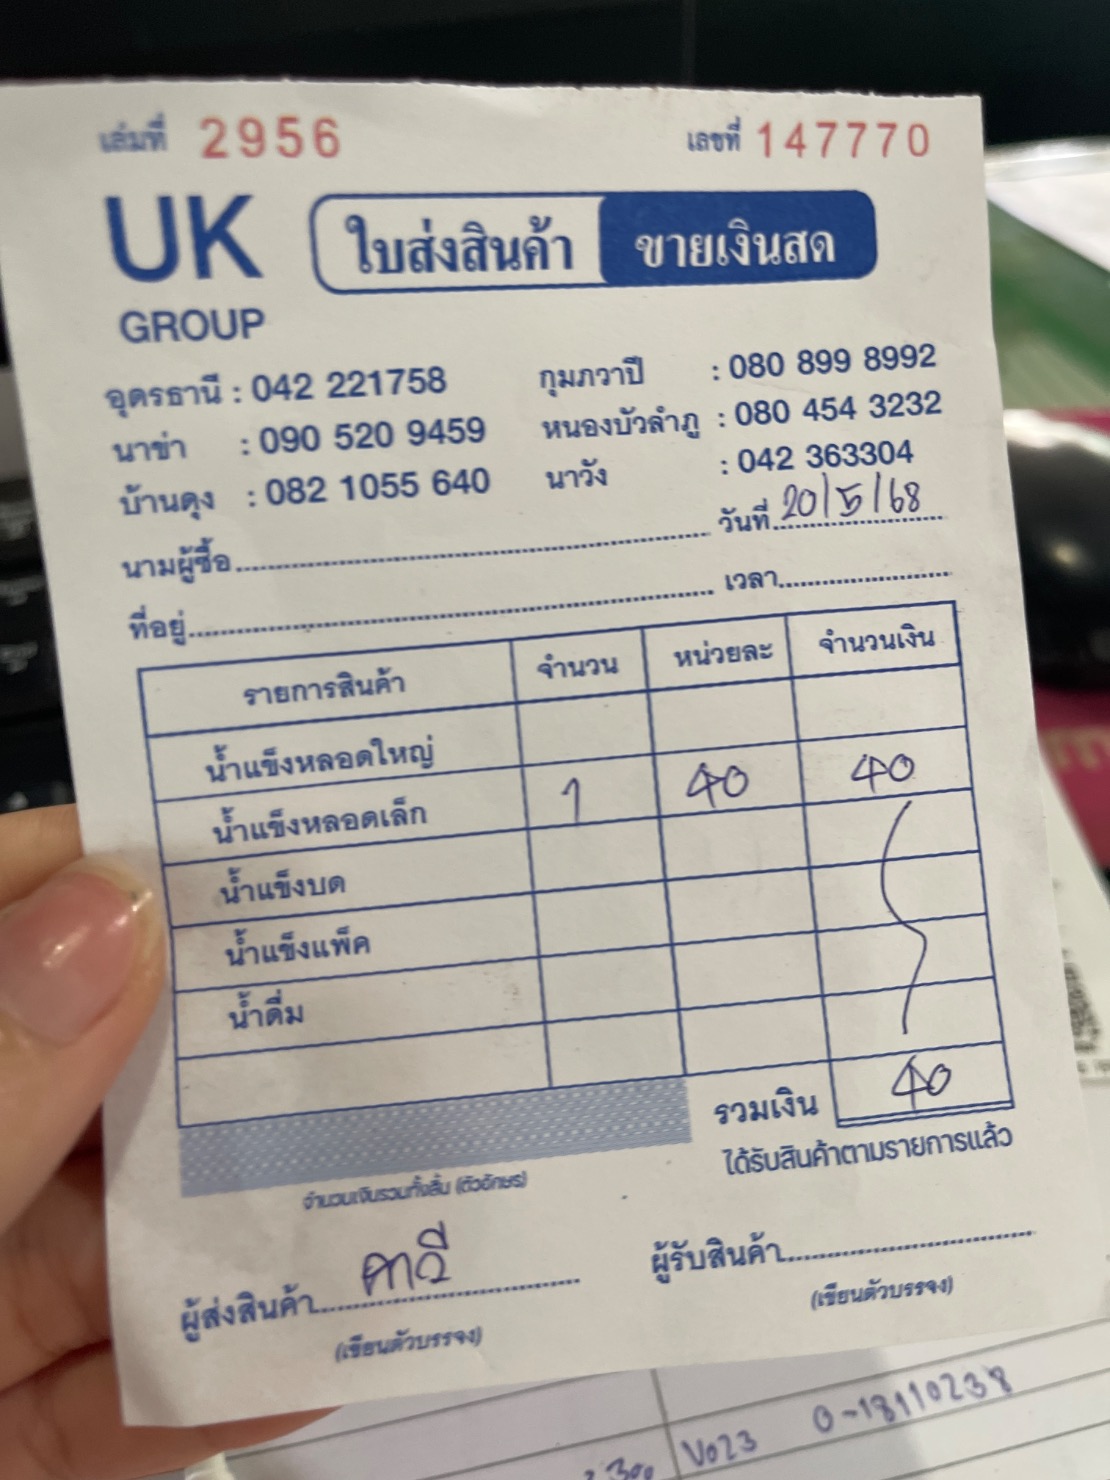 เล่มที่ 2956 เลขที่ 147770
UK
GROUP
ใบส่งสินค้า ขายเงินสด
อุดรธานี : 042 221758 กุมภวาปี : 080 899 8992
นาข่า : 090 520 9459 หนองบัวลำภู : 080 454 3232
บ้านดุง : 082 1055 640 นาวัง : 042 363304
นามผู้ซื้อ วันที่ 20/5/68
ที่อยู่ เวลา
รายการสินค้า จำนวน หน่วยละ จำนวนเงิน
น้ำแข็งหลอดใหญ่
น้ำแข็งหลอดเล็ก 1 40 40
น้ำแข็งบด
น้ำแข็งแพ็ค
น้ำดื่ม
รวมเงิน 40
ได้รับสินค้าตามรายการแล้ว
จำนวนเงินรวมทั้งสิ้น (ตัวอักษร)
ผู้ส่งสินค้า ดาวี ผู้รับสินค้า
(เขียนตัวบรรจง) (เขียนตัวบรรจง)
V023 0-18110238